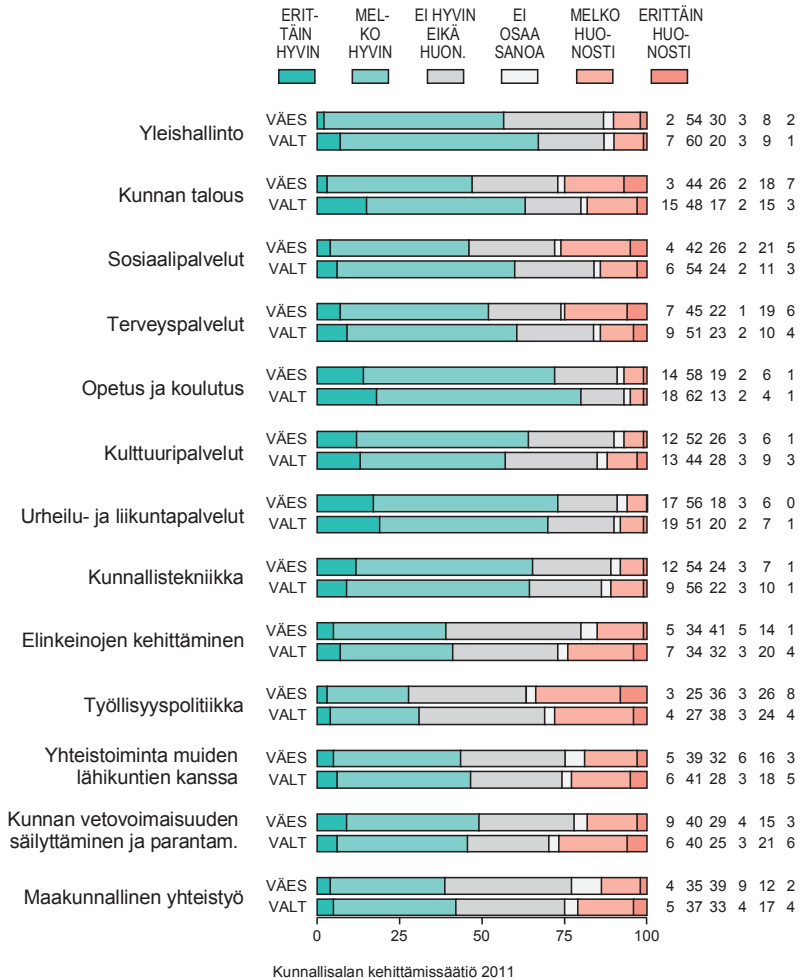 ERIT-
TÄIN
HYVIN
MEL-
KO
HYVIN
EI HYVIN
EIKÄ
HUON.
EI
OSAA
SANOA
MELKO
HUO-
NOSTI
ERITTÄIN
HUO-
NOSTI
Yleishallinto
VÄES 2 54 30 3 8 2
VALT 7 60 20 3 9 1
Kunnan talous
VÄES 3 44 26 2 18 7
VALT 15 48 17 2 15 3
Sosiaalipalvelut
VÄES 4 42 26 2 21 5
VALT 6 54 24 2 11 3
Terveyspalvelut
VÄES 7 45 22 1 19 6
VALT 9 51 23 2 10 4
Opetus ja koulutus
VÄES 14 58 19 2 6 1
VALT 18 62 13 2 4 1
Kulttuuripalvelut
VÄES 12 52 26 3 6 1
VALT 13 44 28 3 9 3
Urheilu- ja liikuntapalvelut
VÄES 17 56 18 3 6 0
VALT 19 51 20 2 7 1
Kunnallistekniikka
VÄES 12 54 24 3 7 1
VALT 9 56 22 3 10 1
Elinkeinojen kehittäminen
VÄES 5 34 41 5 14 1
VALT 7 34 32 3 20 4
Työllisyyspolitiikka
VÄES 3 25 36 3 26 8
VALT 4 27 38 3 24 4
Yhteistoiminta muiden
lähikuntien kanssa
VÄES 5 39 32 6 16 3
VALT 6 41 28 3 18 5
Kunnan vetovoimaisuuden
säilyttäminen ja parantam.
VÄES 9 40 29 4 15 3
VALT 6 40 25 3 21 6
Maakunnallinen yhteistyö
VÄES 4 35 39 9 12 2
VALT 5 37 33 4 17 4
0 25 50 75 100
Kunnallisalan kehittämissäätiö 2011